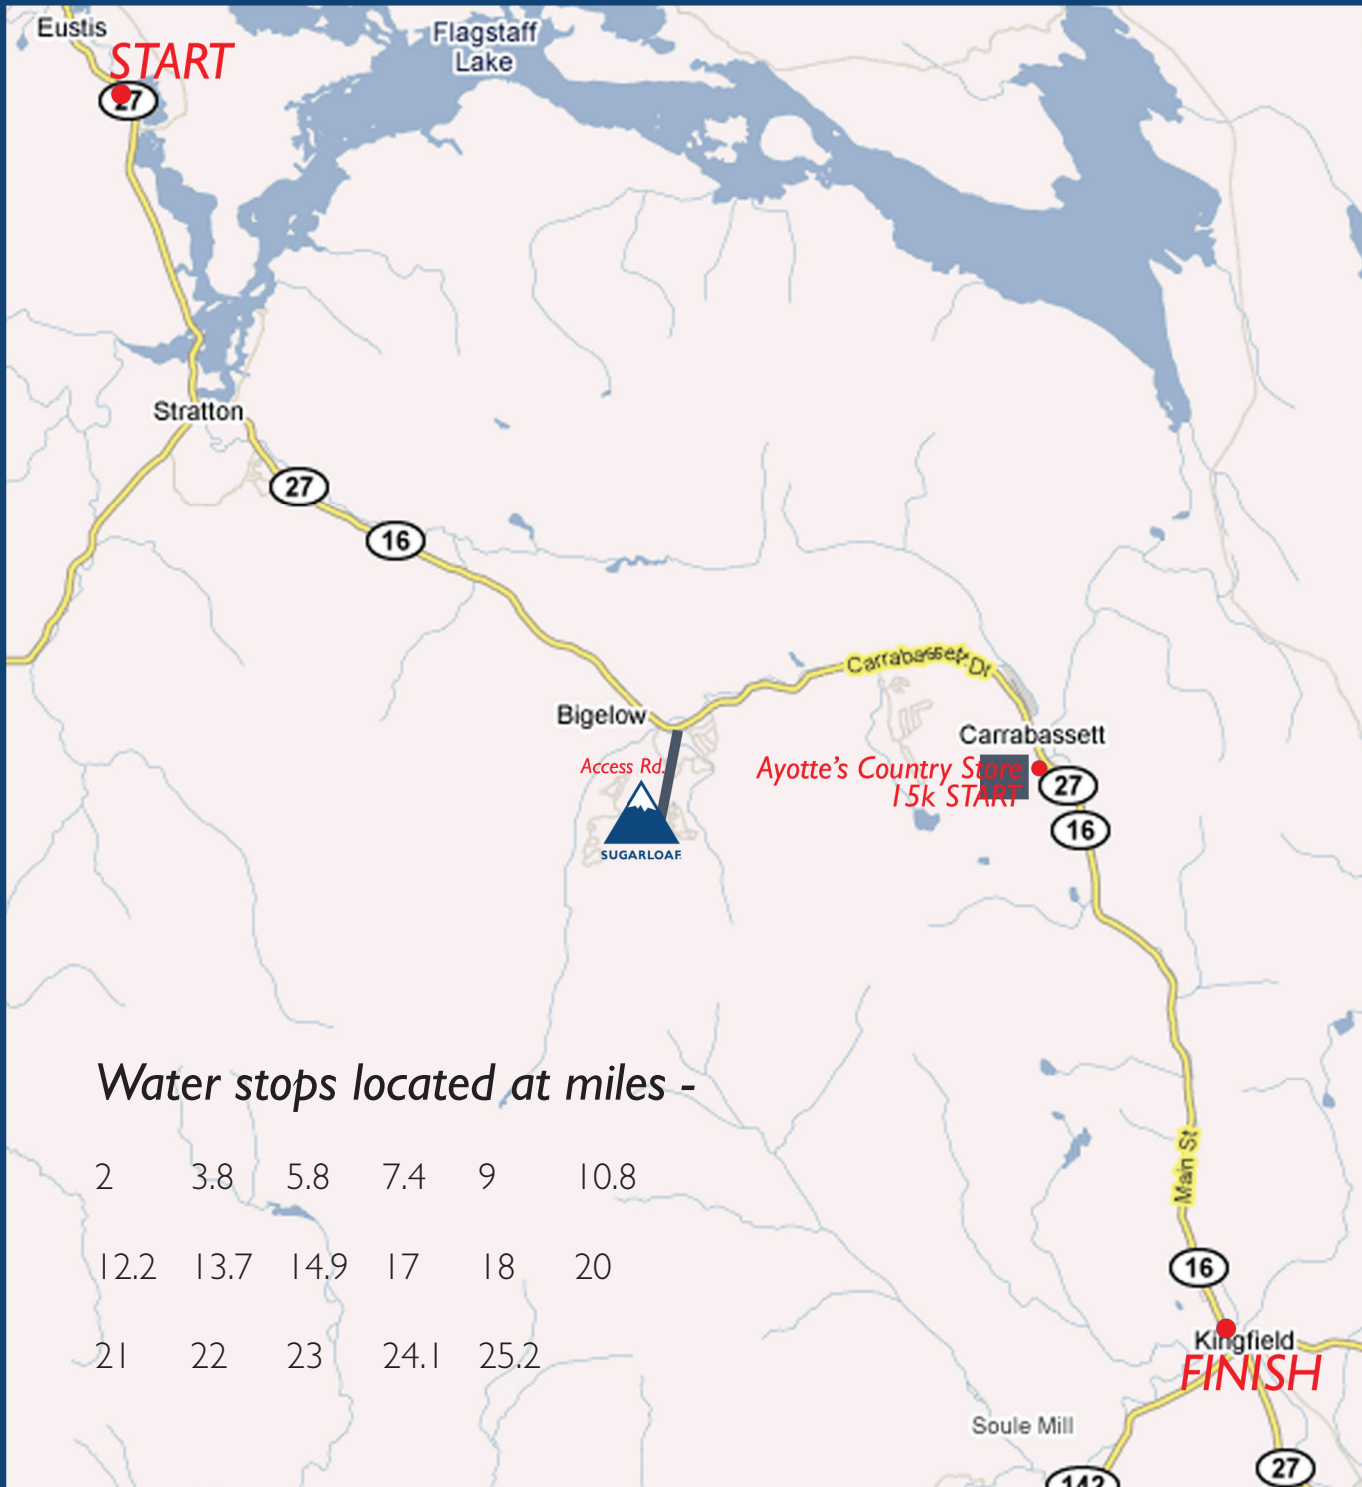 Eustis
START
27
Flagstaff
Lake
Stratton
27
16
Carrabassett Dr
Bigelow
Carrabassett
Access Rd.
Ayotte's Country Store
15k START
27
16
SUGARLOAF
Water stops located at miles -
2 3.8 5.8 7.4 9 10.8
12.2 13.7 14.9 17 18 20
21 22 23 24.1 25.2
Main St
16
Kingfield
FINISH
Soule Mill
27
142